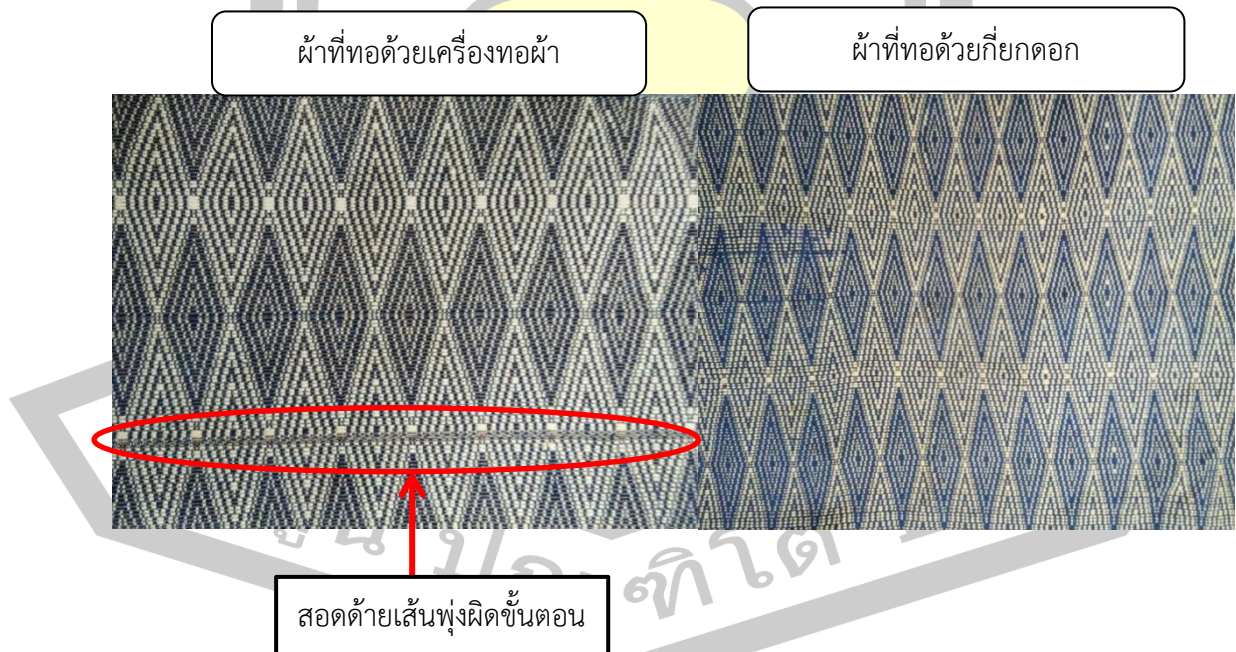 ผ้าที่ทอด้วยเครื่องทอผ้า
ผ้าที่ทอด้วยกี่ยกดอก
สอดด้ายเส้นพุ่งผิดขั้นตอน